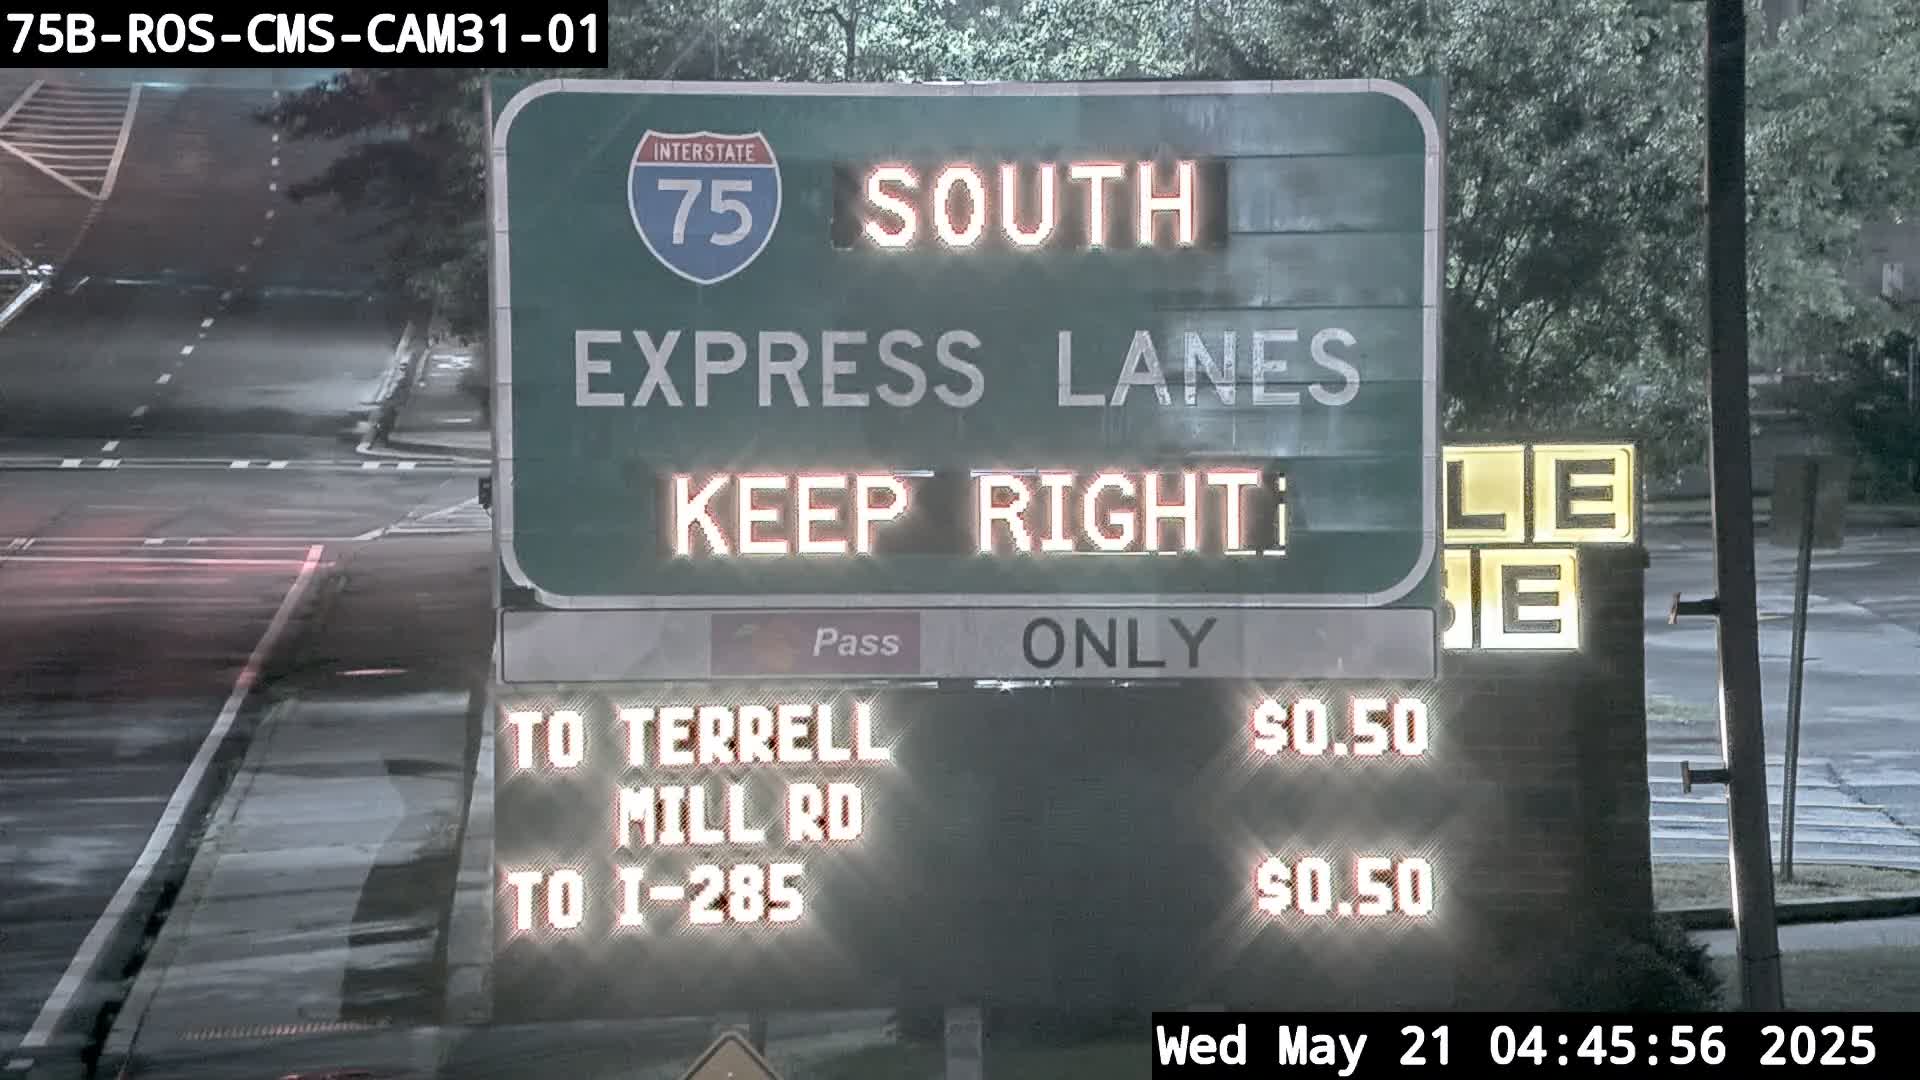 75B-ROS-CMS-CAM31-01
INTERSTATE
75
SOUTH
EXPRESS LANES
KEEP RIGHT
Pass ONLY
TO TERRELL $0.50
MILL RD
TO I-285 $0.50
LE
E
Wed May 21 04:45:56 2025